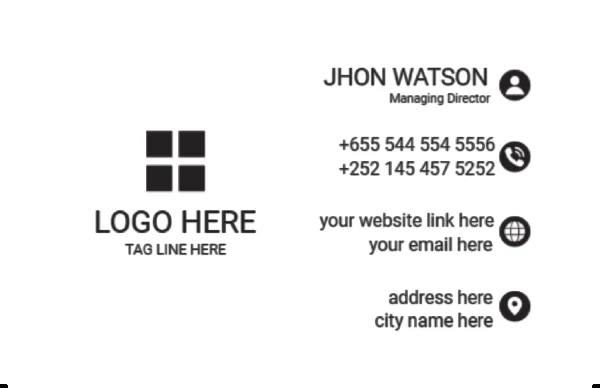 JHON WATSON
Managing Director
+655 544 554 5556
+252 145 457 5252
LOGO HERE
TAG LINE HERE
your website link here
your email here
address here
city name here